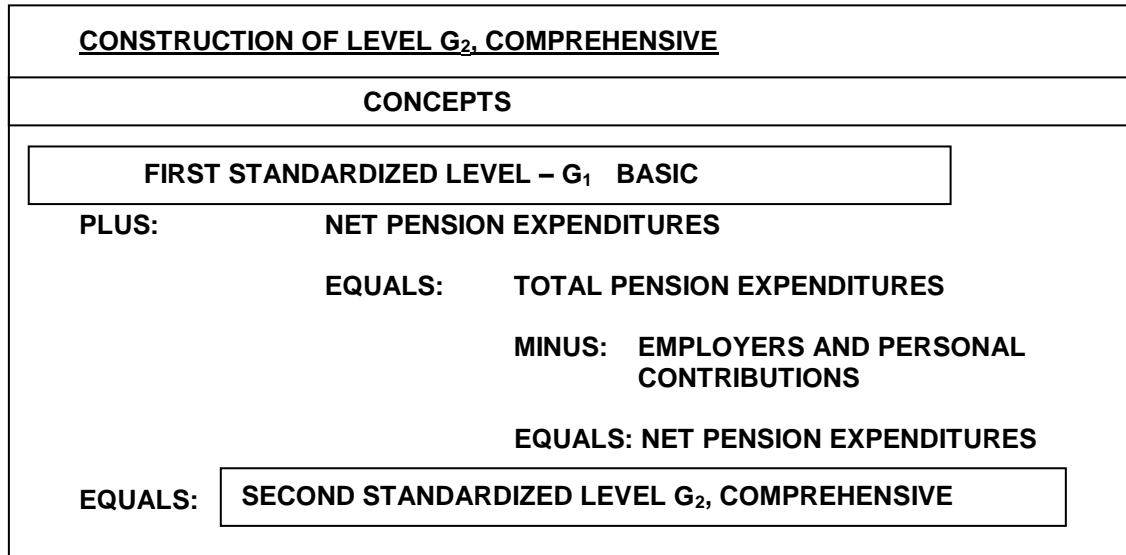 CONSTRUCTION OF LEVEL G₂, COMPREHENSIVE
CONCEPTS
FIRST STANDARDIZED LEVEL – G₁ BASIC
PLUS: NET PENSION EXPENDITURES
EQUALS: TOTAL PENSION EXPENDITURES
MINUS: EMPLOYERS AND PERSONAL
CONTRIBUTIONS
EQUALS: NET PENSION EXPENDITURES
EQUALS: SECOND STANDARDIZED LEVEL G₂, COMPREHENSIVE